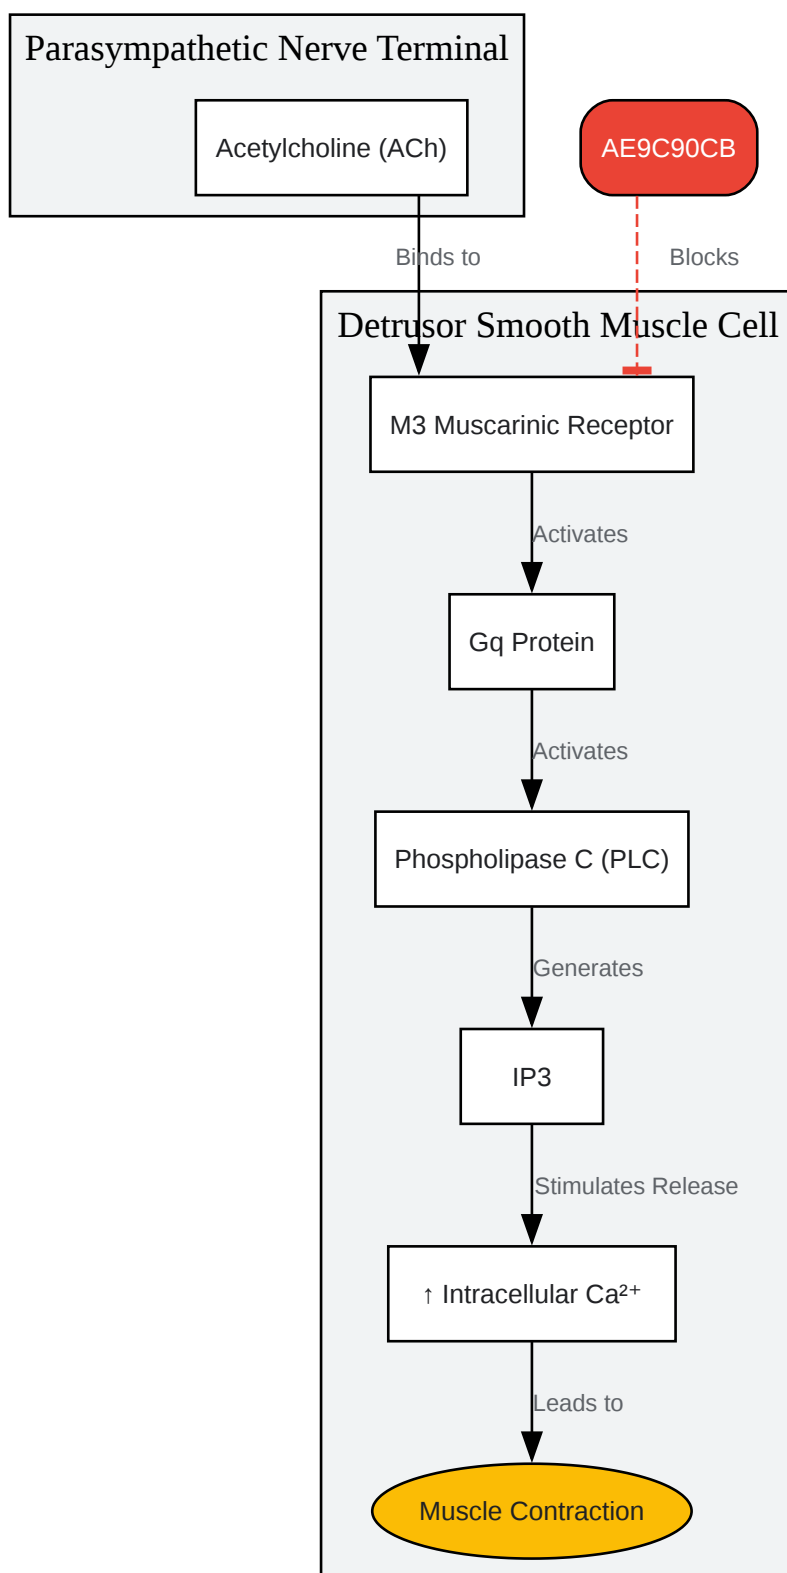 Parasympathetic Nerve Terminal
Acetylcholine (ACh)
AE9C90CB
Binds to
Blocks
Detrusor Smooth Muscle Cell
M3 Muscarinic Receptor
Activates
Gq Protein
Activates
Phospholipase C (PLC)
Generates
IP3
Stimulates Release
↑ Intracellular Ca²⁺
Leads to
Muscle Contraction